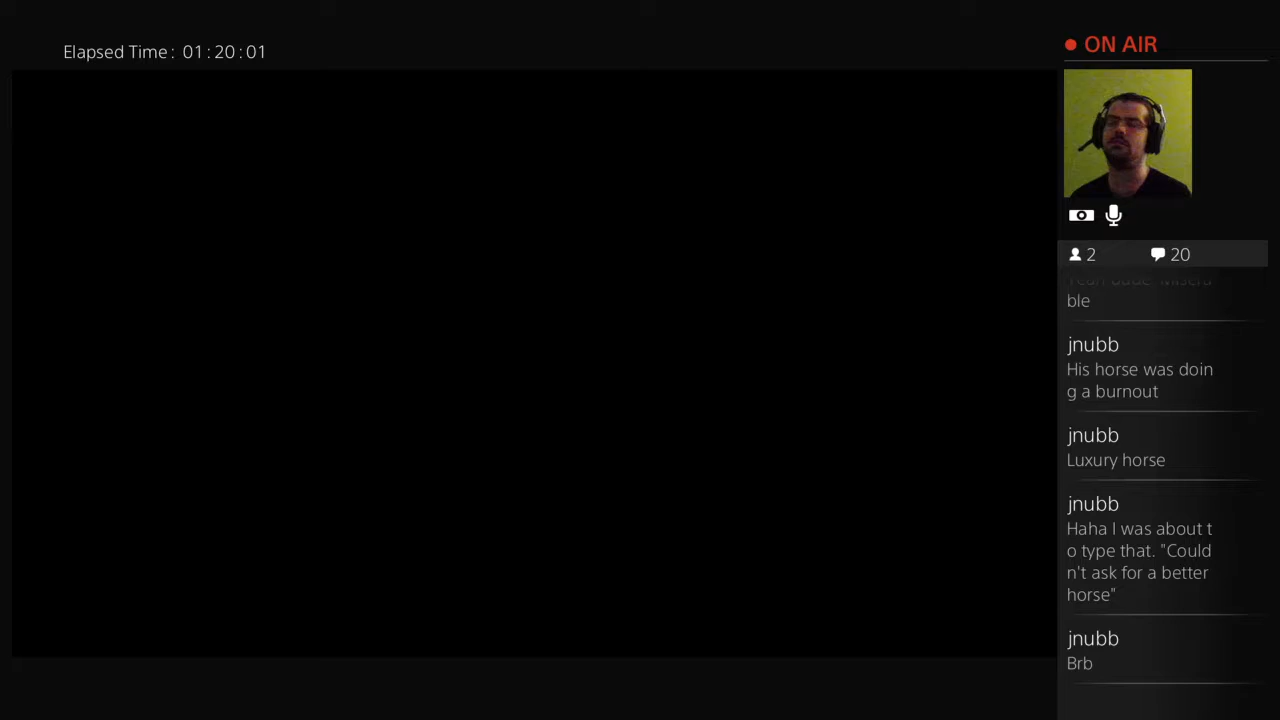 Elapsed Time: 01:20:01
ON AIR
2
20
ble
jnubb
His horse was doin
g a burnout
jnubb
Luxury horse
jnubb
Haha I was about t
o type that. "Could
n't ask for a better
horse"
jnubb
Brb